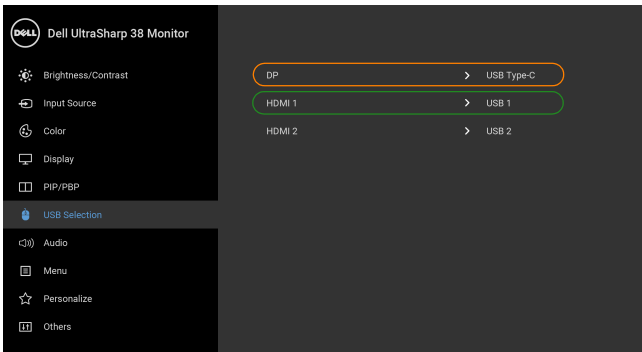 DELL Dell UltraSharp 38 Monitor
Brightness/Contrast
Input Source
Color
Display
PIP/PBP
USB Selection
Audio
Menu
Personalize
Others
DP > USB Type-C
HDMI 1 > USB 1
HDMI 2 > USB 2